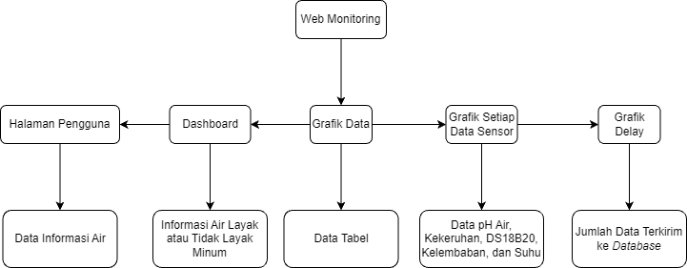 Web Monitoring
Halaman Pengguna
Dashboard
Grafik Data
Grafik Setiap
Data Sensor
Grafik
Delay
Data Informasi Air
Informasi Air Layak
atau Tidak Layak
Minum
Data Tabel
Data pH Air,
Kekeruhan, DS18B20,
Kelembaban, dan Suhu
Jumlah Data Terkirim
ke Database